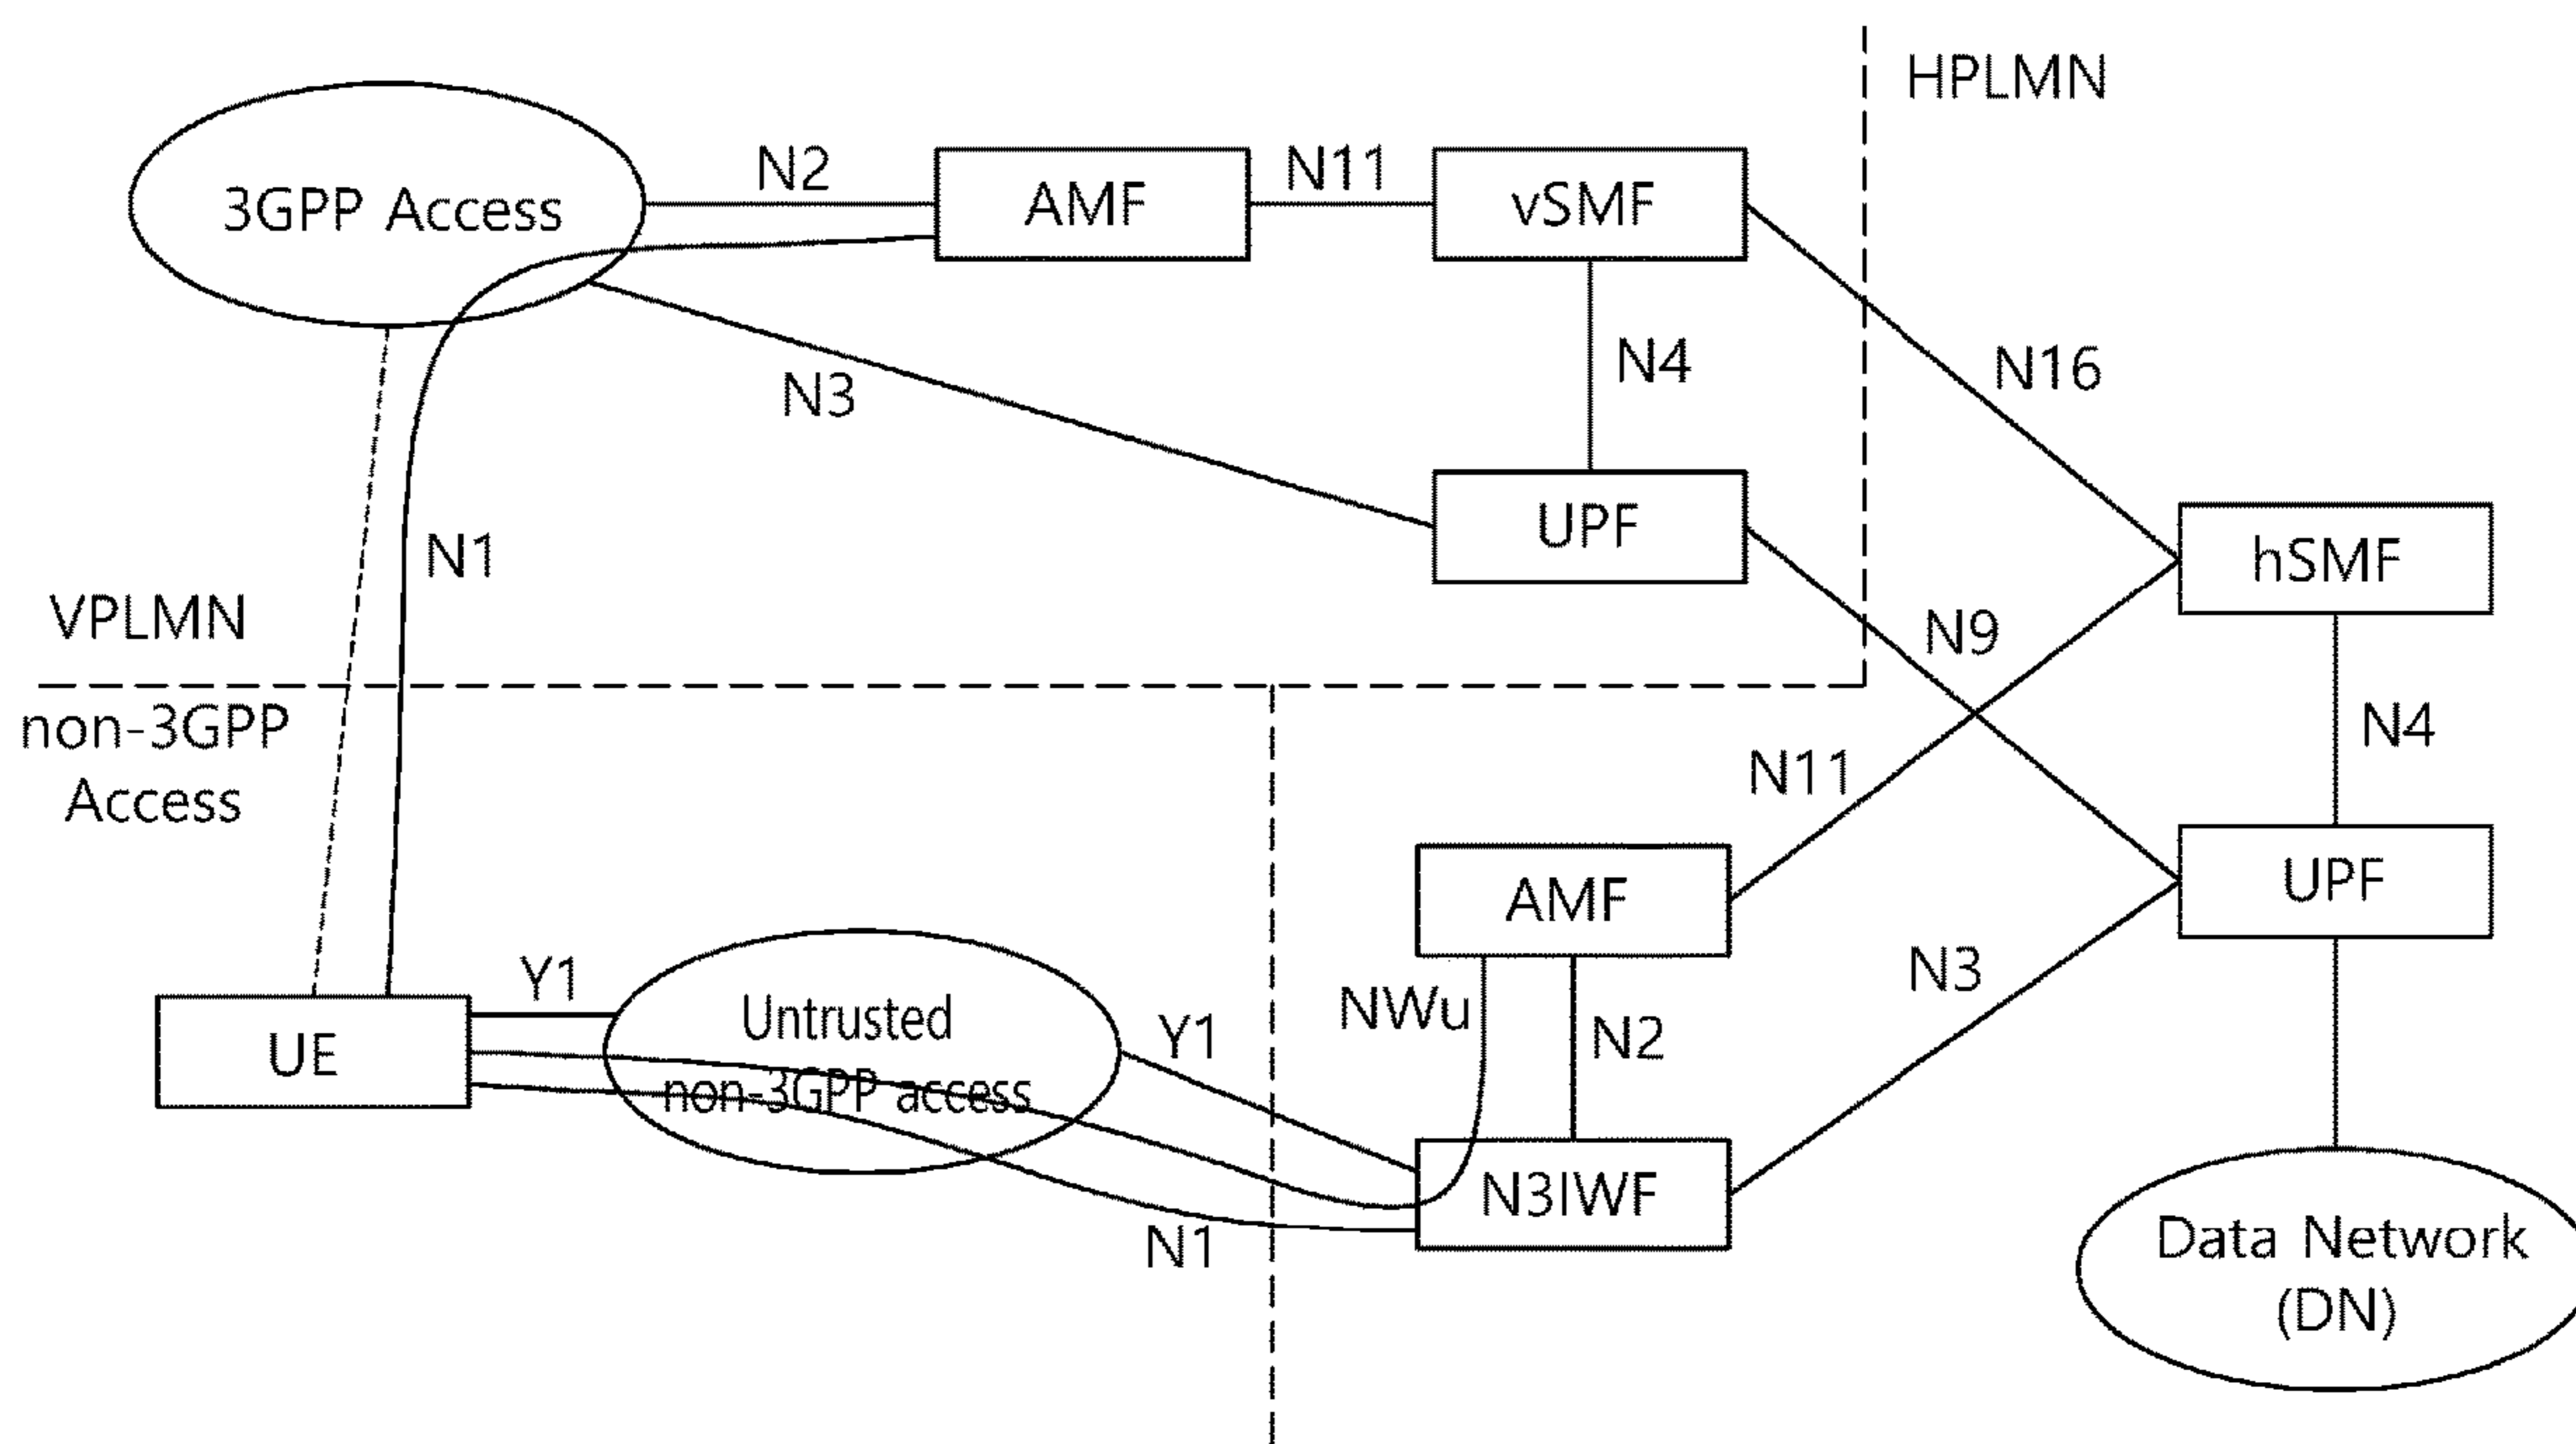 HPLMN
3GPP Access
N2
AMF
N11
vSMF
N3
N4
N16
UPF
N1
hSMF
VPLMN
N9
non-3GPP
Access
N11
N4
AMF
UPF
Y1
Untrusted
non-3GPP access
Y1
NWu
N2
N3
UE
N3IWF
N1
Data Network
(DN)